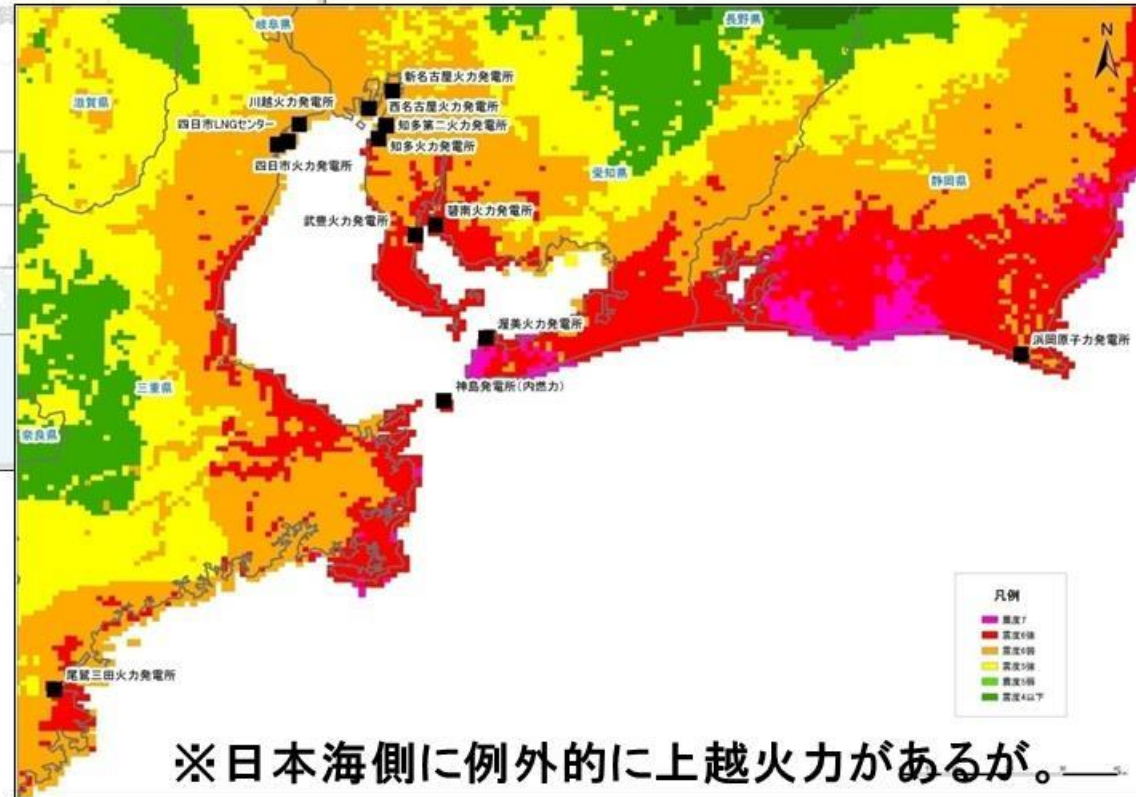 岐阜県
長野県
N
滋賀県
新名古屋火力発電所
川越火力発電所
西名古屋火力発電所
四日市LNGセンター
知多第二火力発電所
知多火力発電所
四日市火力発電所
愛知県
静岡県
碧南火力発電所
武豊火力発電所
渥美火力発電所
浜岡原子力発電所
三重県
神島発電所(内燃力)
奈良県
凡例
震度7
震度6強
震度6弱
震度5強
震度5弱
震度4以下
尾鷲三田火力発電所
※日本海側に例外的に上越火力があるが。